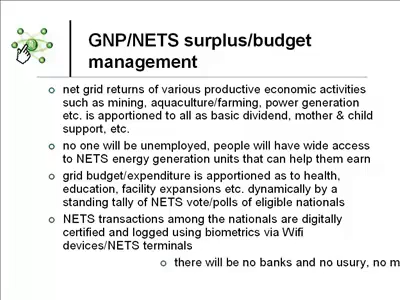 GNP/NETS surplus/budget
management
net grid returns of various productive economic activities
such as mining, aquaculture/farming, power generation
etc. is apportioned to all as basic dividend, mother & child
support, etc.
no one will be unemployed, people will have wide access
to NETS energy generation units that can help them earn
grid budget/expenditure is apportioned as to health,
education, facility expansions etc. dynamically by a
standing tally of NETS vote/polls of eligible nationals
NETS transactions among the nationals are digitally
certified and logged using biometrics via Wifi
devices/NETS terminals
there will be no banks and no usury, no m